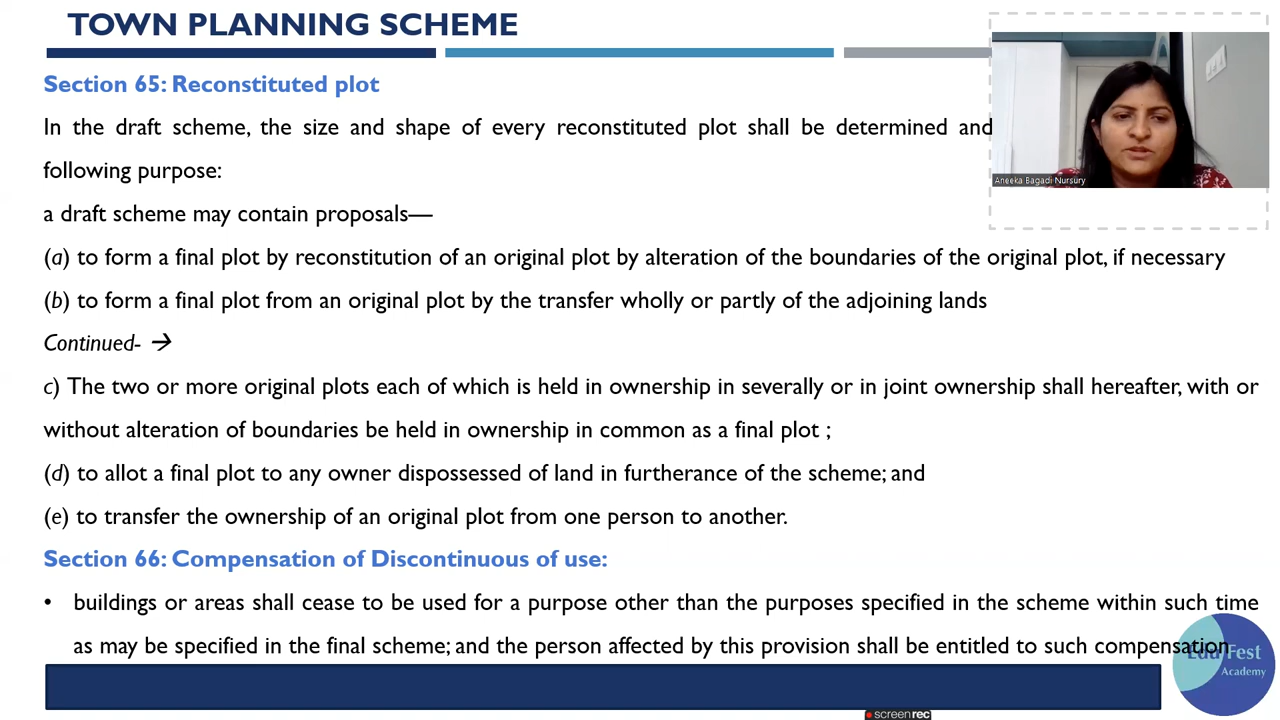 TOWN PLANNING SCHEME
Section 65: Reconstituted plot
In the draft scheme, the size and shape of every reconstituted plot shall be determined and
following purpose:
Aneeka Bagadi Nursury
a draft scheme may contain proposals—
(a) to form a final plot by reconstitution of an original plot by alteration of the boundaries of the original plot, if necessary
(b) to form a final plot from an original plot by the transfer wholly or partly of the adjoining lands
Continued- →
c) The two or more original plots each of which is held in ownership in severally or in joint ownership shall hereafter, with or
without alteration of boundaries be held in ownership in common as a final plot ;
(d) to allot a final plot to any owner dispossessed of land in furtherance of the scheme; and
(e) to transfer the ownership of an original plot from one person to another.
Section 66: Compensation of Discontinuous of use:
• buildings or areas shall cease to be used for a purpose other than the purposes specified in the scheme within such time
as may be specified in the final scheme; and the person affected by this provision shall be entitled to such compensation
Edu Fest
Academy
screenrec